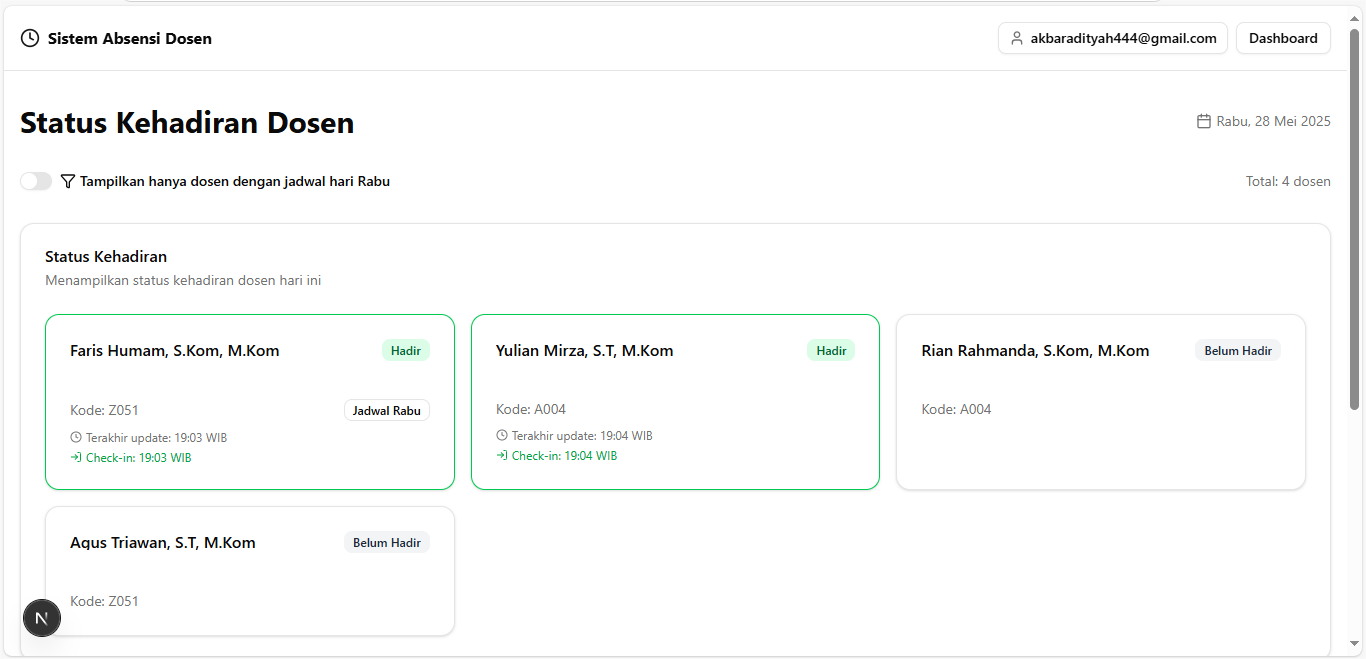 Sistem Absensi Dosen
akbaradityah444@gmail.com
Dashboard
Status Kehadiran Dosen
Rabu, 28 Mei 2025
Tampilkan hanya dosen dengan jadwal hari Rabu
Total: 4 dosen
Status Kehadiran
Menampilkan status kehadiran dosen hari ini
Faris Humam, S.Kom, M.Kom
Hadir
Kode: Z051
Jadwal Rabu
Terakhir update: 19:03 WIB
Check-in: 19:03 WIB
Yulian Mirza, S.T, M.Kom
Hadir
Kode: A004
Terakhir update: 19:04 WIB
Check-in: 19:04 WIB
Rian Rahmanda, S.Kom, M.Kom
Belum Hadir
Kode: A004
Agus Triawan, S.T, M.Kom
Belum Hadir
Kode: Z051
N